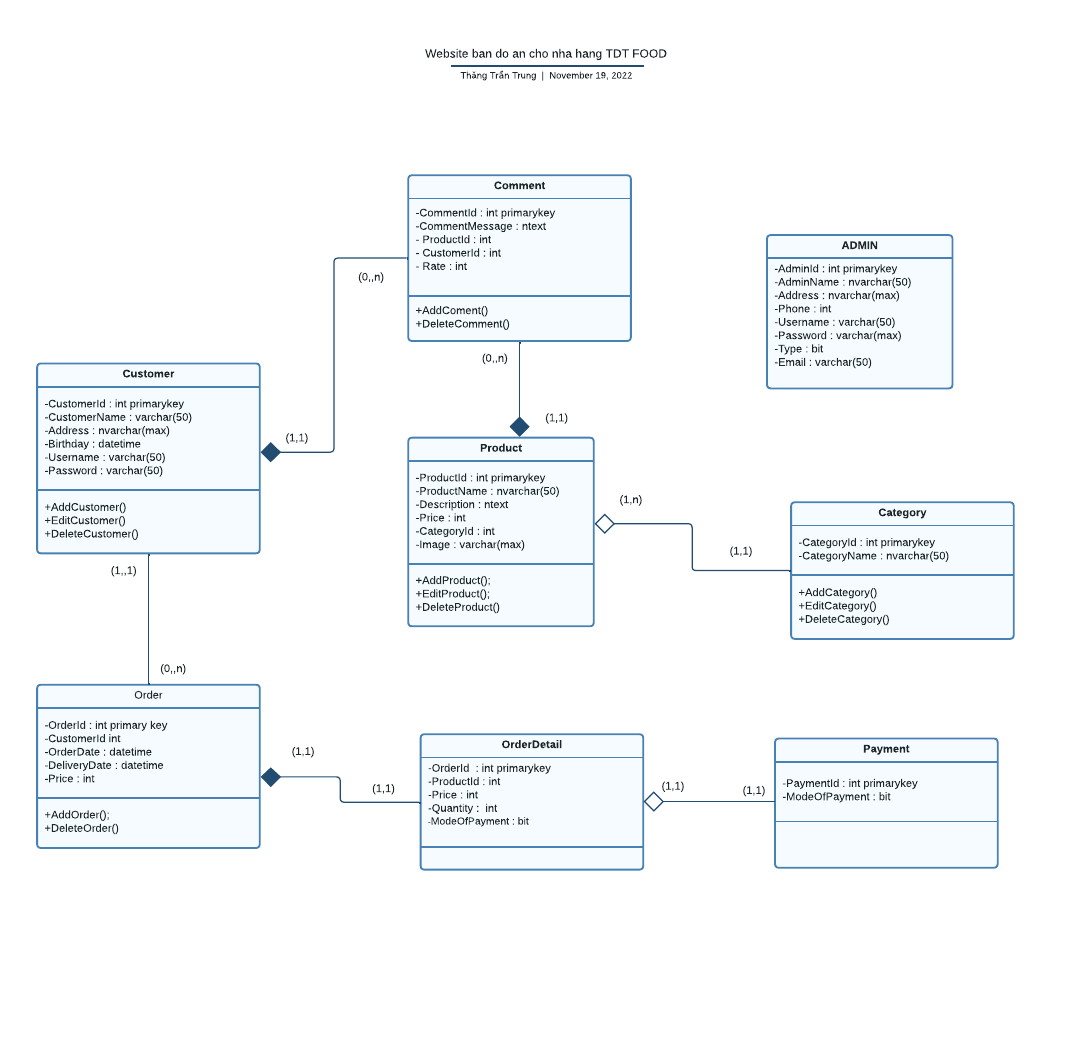 Website ban do an cho nha hang TDT FOOD
Thăng Trần Trung | November 19, 2022
Comment
-CommentId : int primarykey
-CommentMessage : ntext
- ProductId : int
- CustomerId : int
- Rate : int
+AddComent()
+DeleteComment()
ADMIN
-AdminId : int primarykey
-AdminName : nvarchar(50)
-Address : nvarchar(max)
-Phone : int
-Username : varchar(50)
-Password : varchar(max)
-Type : bit
-Email : varchar(50)
(0,,n)
(0,,n)
Customer
-CustomerId : int primarykey
-CustomerName : varchar(50)
-Address : nvarchar(max)
-Birthday : datetime
-Username : varchar(50)
-Password : varchar(50)
+AddCustomer()
+EditCustomer()
+DeleteCustomer()
(1,1)
(1,1)
Product
-ProductId : int primarykey
-ProductName : nvarchar(50)
-Description : ntext
-Price : int
-CategoryId : int
-Image : varchar(max)
+AddProduct();
+EditProduct();
+DeleteProduct()
(1,n)
(1,1)
Category
-CategoryId : int primarykey
-CategoryName : nvarchar(50)
+AddCategory()
+EditCategory()
+DeleteCategory()
(1,,1)
(0,,n)
Order
-OrderId : int primary key
-CustomerId int
-OrderDate : datetime
-DeliveryDate : datetime
-Price : int
+AddOrder();
+DeleteOrder()
(1,1)
(1,1)
OrderDetail
-OrderId : int primarykey
-ProductId : int
-Price : int
-Quantity : int
-ModeOfPayment : bit
(1,1)
(1,1)
Payment
-PaymentId : int primarykey
-ModeOfPayment : bit